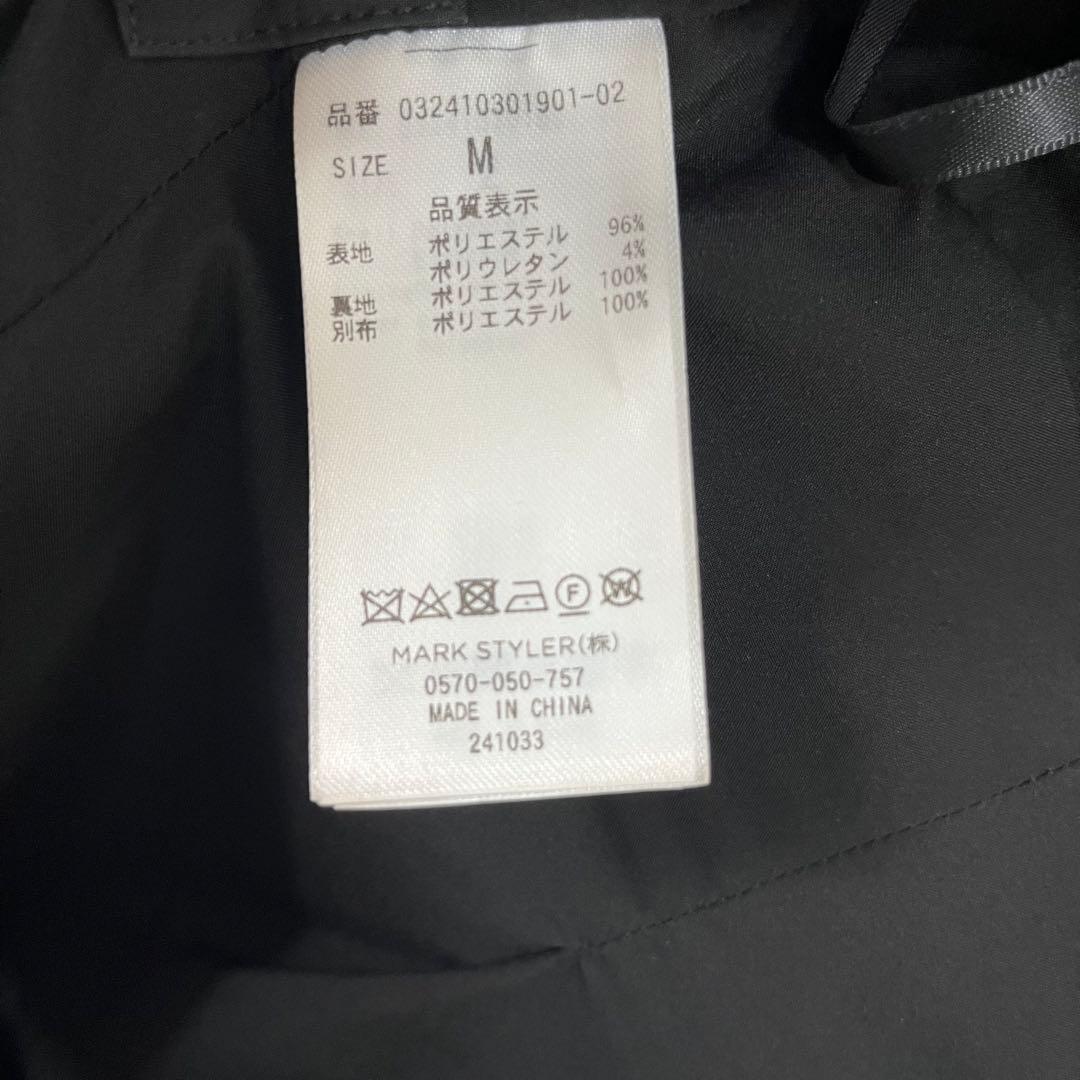 品番 032410301901-02
SIZE M
品質表示
表地 ポリエステル 96%
ポリウレタン 4%
裏地 ポリエステル 100%
別布 ポリエステル 100%
F W
MARK STYLER(株)
0570-050-757
MADE IN CHINA
241033